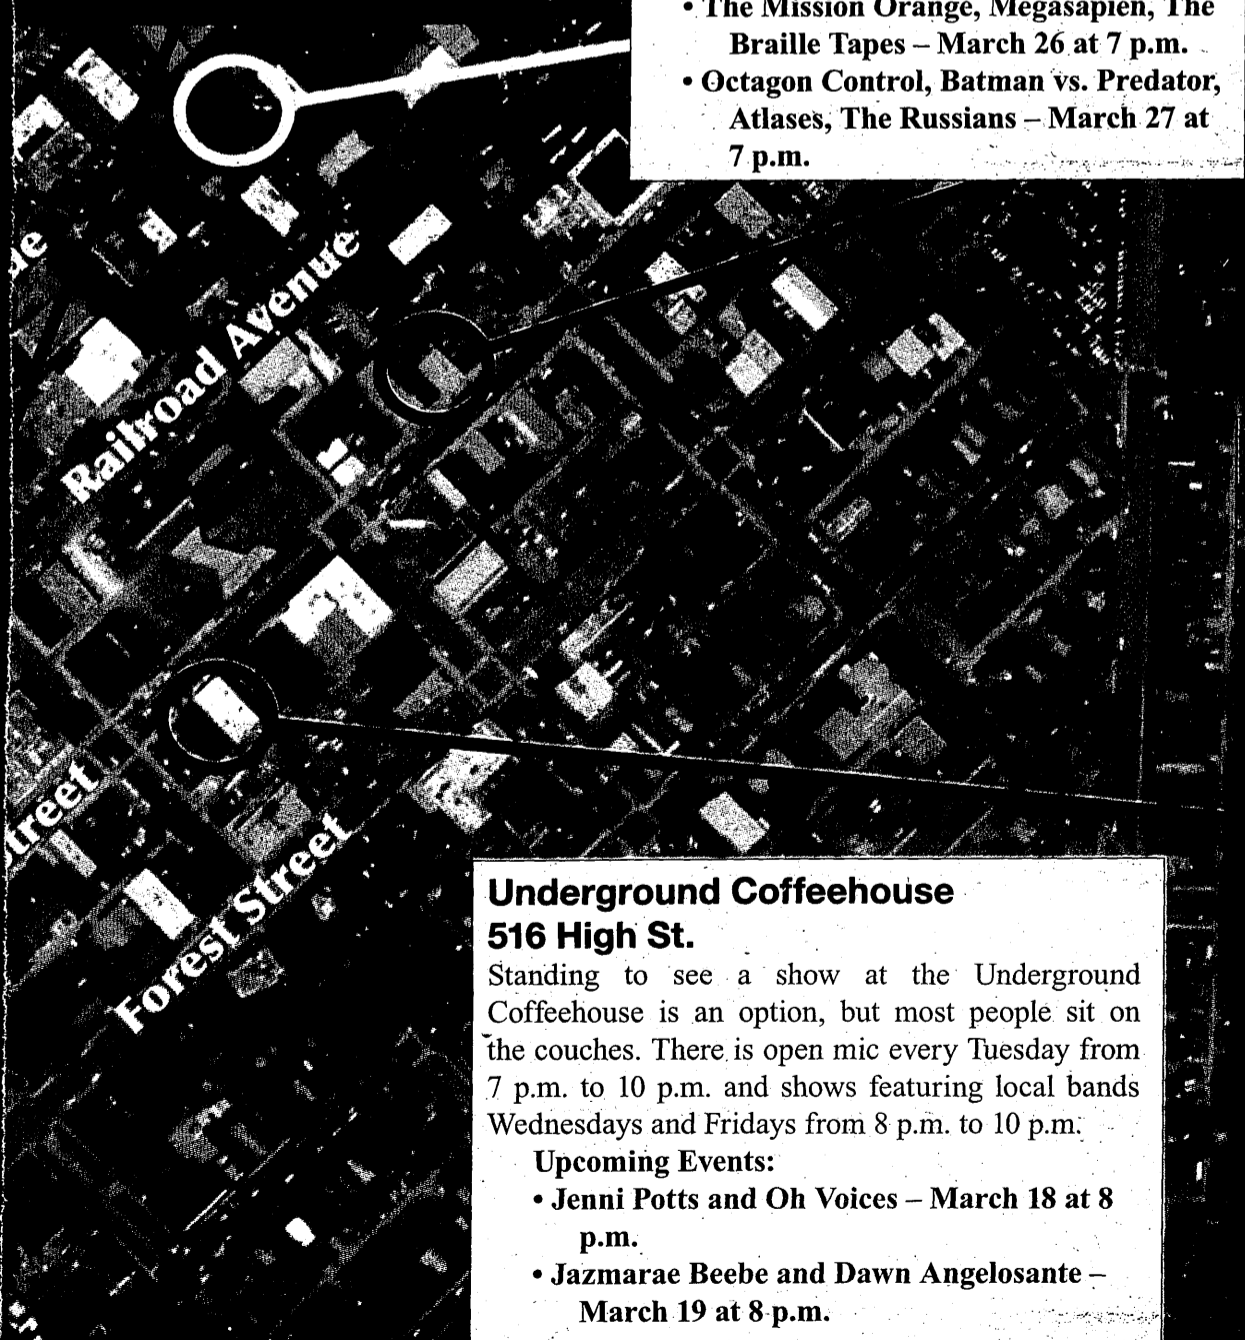 • The Mission Orange, Megasapien, The
Braille Tapes – March 26 at 7 p.m.
• Octagon Control, Batman vs. Predator,
Atlases, The Russians – March 27 at
7 p.m.
Railroad Avenue
Street
Forest Street
Underground Coffeehouse
516 High St.
Standing to see a show at the Underground
Coffeehouse is an option, but most people sit on
the couches. There is open mic every Tuesday from
7 p.m. to 10 p.m. and shows featuring local bands
Wednesdays and Fridays from 8 p.m. to 10 p.m.
Upcoming Events:
• Jenni Potts and Oh Voices – March 18 at 8
p.m.
• Jazmarae Beebe and Dawn Angelosante –
March 19 at 8 p.m.